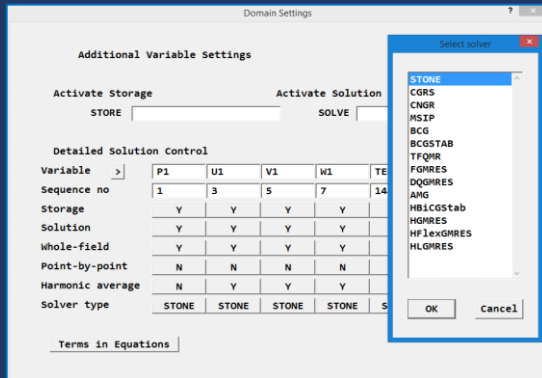 Domain Settings
? ×
Additional Variable Settings
Activate Storage Activate Solution
STORE SOLVE
Detailed Solution Control
Variable > P1 U1 V1 W1 TE
Sequence no 1 3 5 7 14
Storage Y Y Y Y
Solution Y Y Y Y
Whole-field Y Y Y Y
Point-by-point N N N N
Harmonic average N Y Y Y
Solver type STONE STONE STONE STONE S
Terms in Equations
Select solver ×
STONE
CGRS
CNGR
MSIP
BCG
BCGSTAB
TFQMR
FGMRES
DQGMRES
AMG
HBiCGStab
HGMRES
HFlexGMRES
HLGMRES
OK Cancel